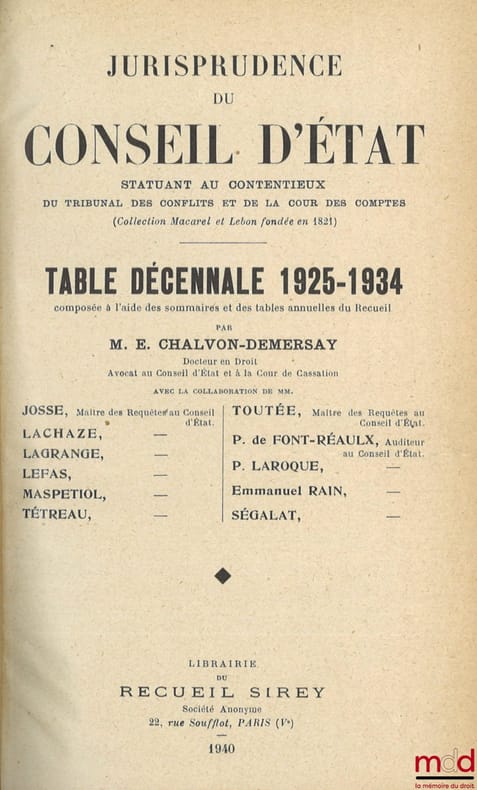 JURISPRUDENCE
DU
CONSEIL D'ÉTAT
STATUANT AU CONTENTIEUX
DU TRIBUNAL DES CONFLITS ET DE LA COUR DES COMPTES
(Collection Macarel et Lebon fondée en 1821)
TABLE DÉCENNALE 1925-1934
composée à l'aide des sommaires et des tables annuelles du Recueil
PAR
M. E. CHALVON-DEMERSAY
Docteur en Droit
Avocat au Conseil d'État et à la Cour de Cassation
AVEC LA COLLABORATION DE MM.
JOSSE, Maître des Requêtes au Conseil
d'État.
LACHAZE, —
LAGRANGE, —
LEFAS, —
MASPETIOL, —
TÉTREAU, —
TOUTÉE, Maître des Requêtes au
Conseil d'État.
P. de FONT-RÉAULX, Auditeur
au Conseil d'État.
P. LAROQUE, —
Emmanuel RAIN, —
SÉGALAT, —
LIBRAIRIE
DU
RECUEIL SIREY
Société Anonyme
22, rue Soufflot, PARIS (Vᵉ)
1940
mdd
la mémoire du droit